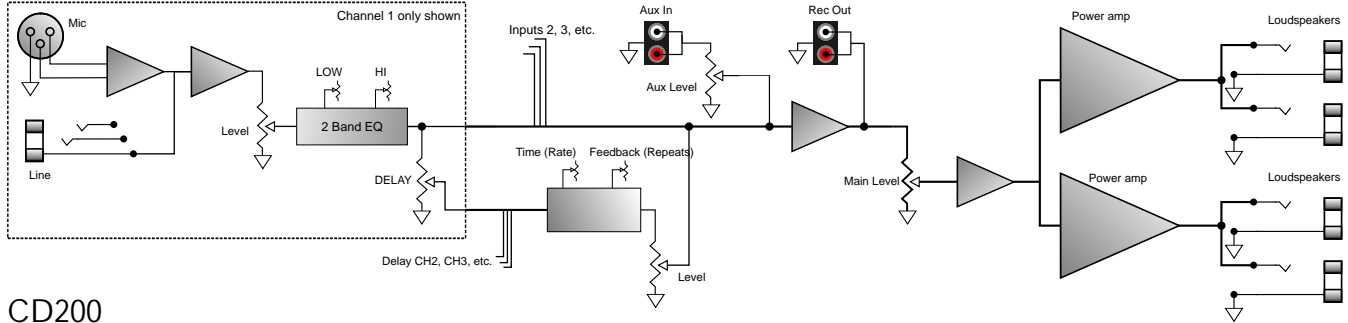 Channel 1 only shown
Mic
LOW
HI
Level
2 Band EQ
DELAY
Line
Inputs 2, 3, etc.
Aux In
Aux Level
Rec Out
Time (Rate)
Feedback (Repeats)
Delay CH2, CH3, etc.
Level
Main Level
Power amp
Loudspeakers
Power amp
Loudspeakers
CD200